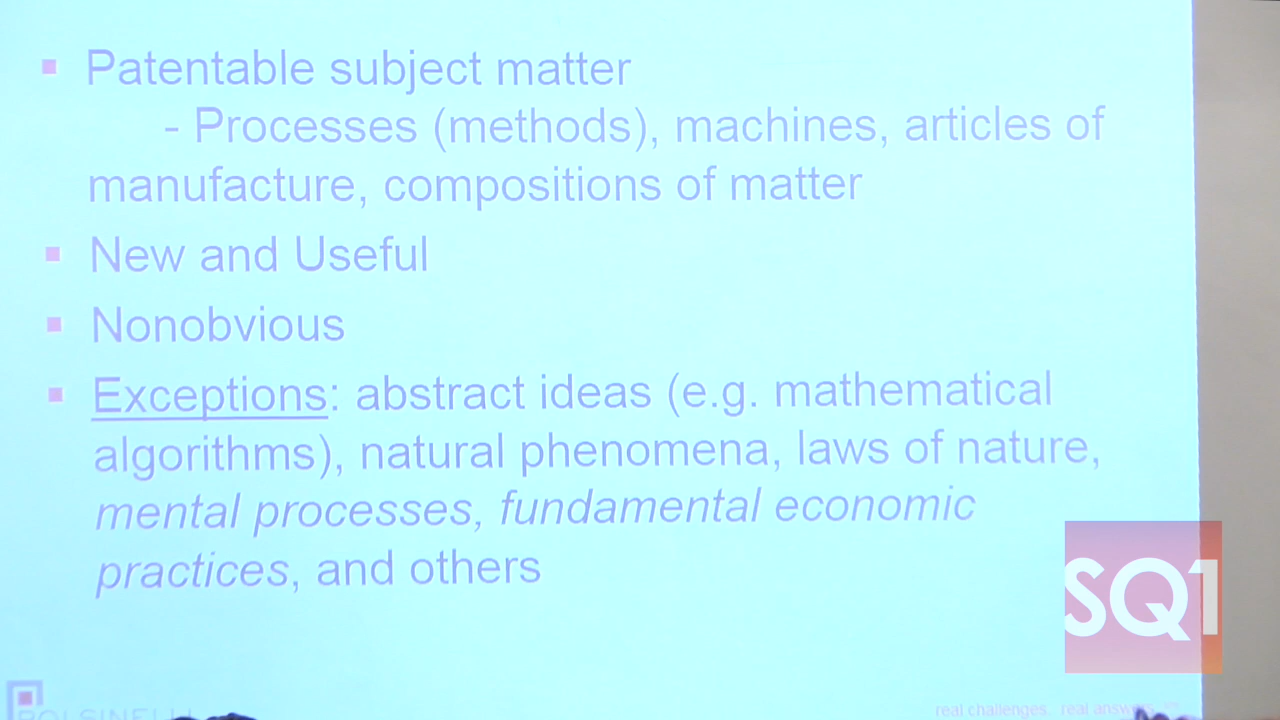 ▪ Patentable subject matter
- Processes (methods), machines, articles of
manufacture, compositions of matter
▪ New and Useful
▪ Nonobvious
▪ Exceptions: abstract ideas (e.g. mathematical
algorithms), natural phenomena, laws of nature,
mental processes, fundamental economic
practices, and others
SQ1
POLSINELLI
real challenges. real answers.